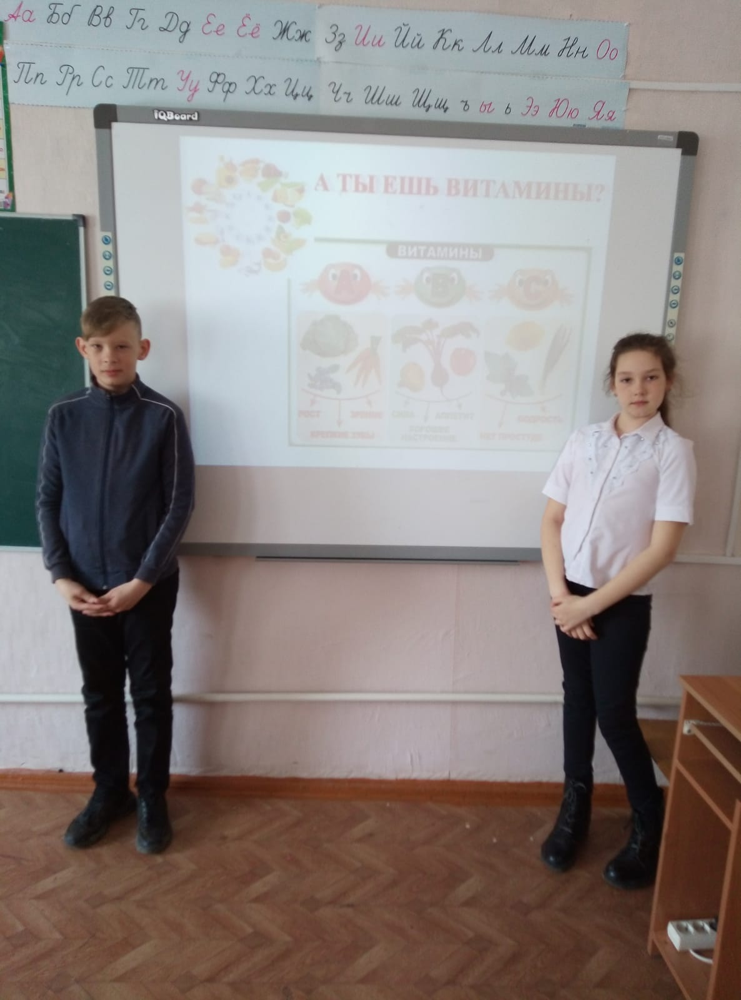 Аа Бб Вв Гг Дд Ее Ёё Жж Зз Ии Йй Кк Лл Мм Нн Оо
Пп Рр Сс Тт Уу Фф Хх Цц Чч Шш Щщ ъ ы ь Ээ Юю Яя
iQBoard
А ТЫ ЕШЬ ВИТАМИНЫ?
ВИТАМИНЫ
A B C
РОСТ ЗРЕНИЕ СИЛА АППЕТИТ БОДРОСТЬ
КРЕПКИЕ ЗУБЫ ХОРОШЕЕ НАСТРОЕНИЕ НЕТ ПРОСТУДЕ